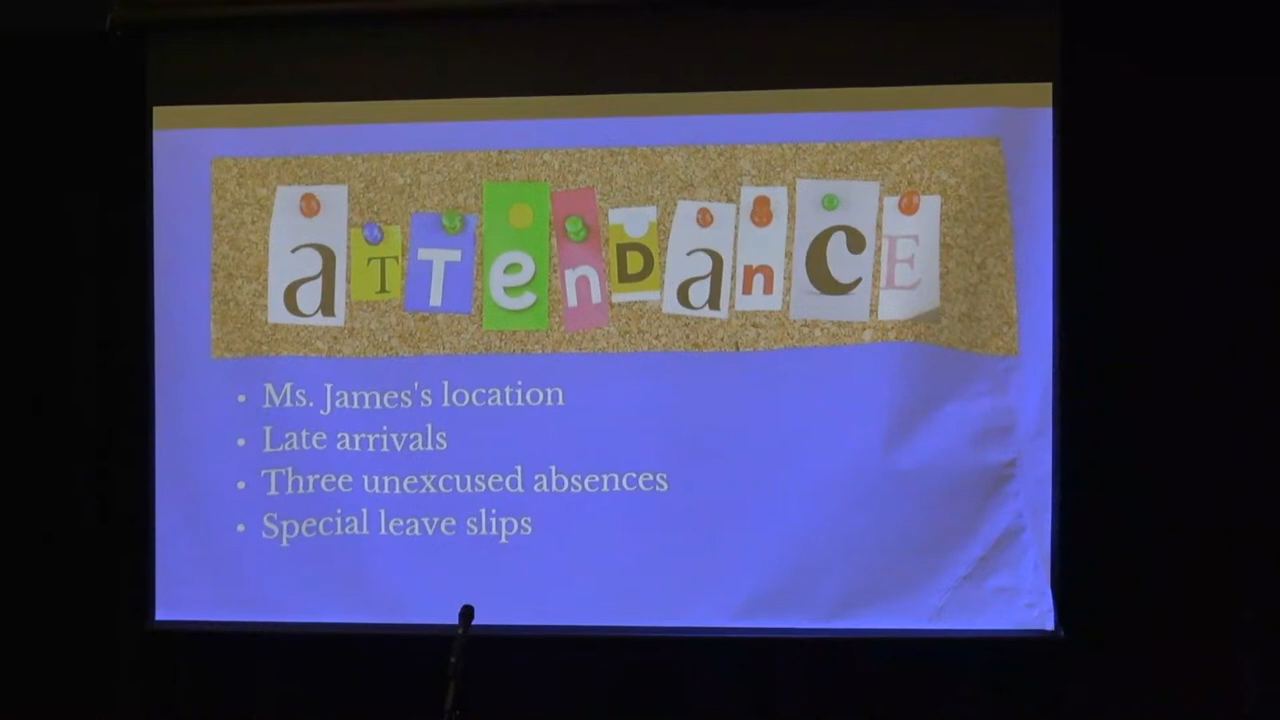 aTTenDance
Ms. James's location
Late arrivals
Three unexcused absences
Special leave slips